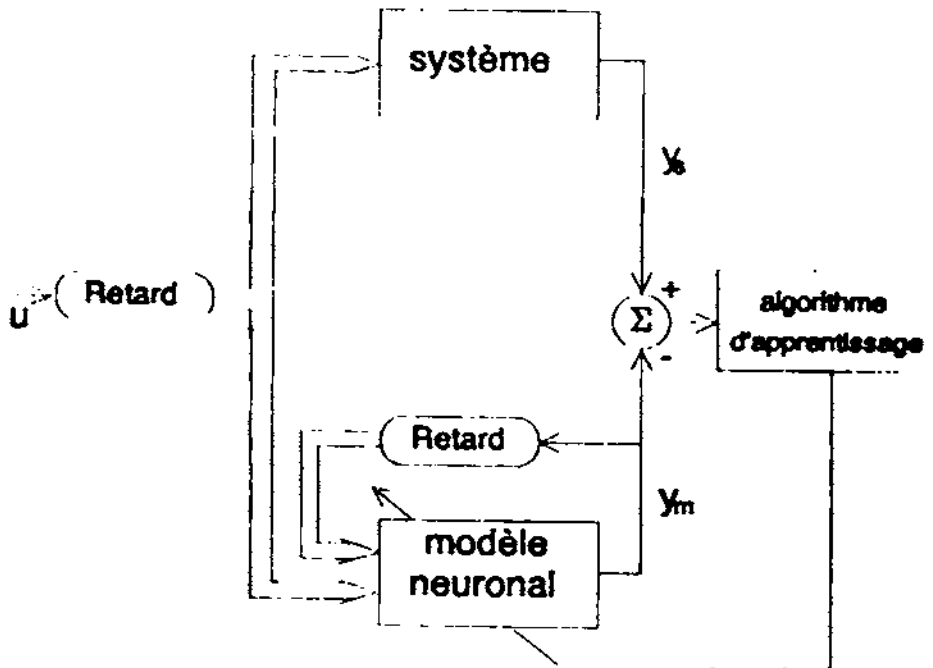 système
yₛ
u
Retard
+
Σ
-
algorithme
d'apprentissage
Retard
yₘ
modèle
neuronal